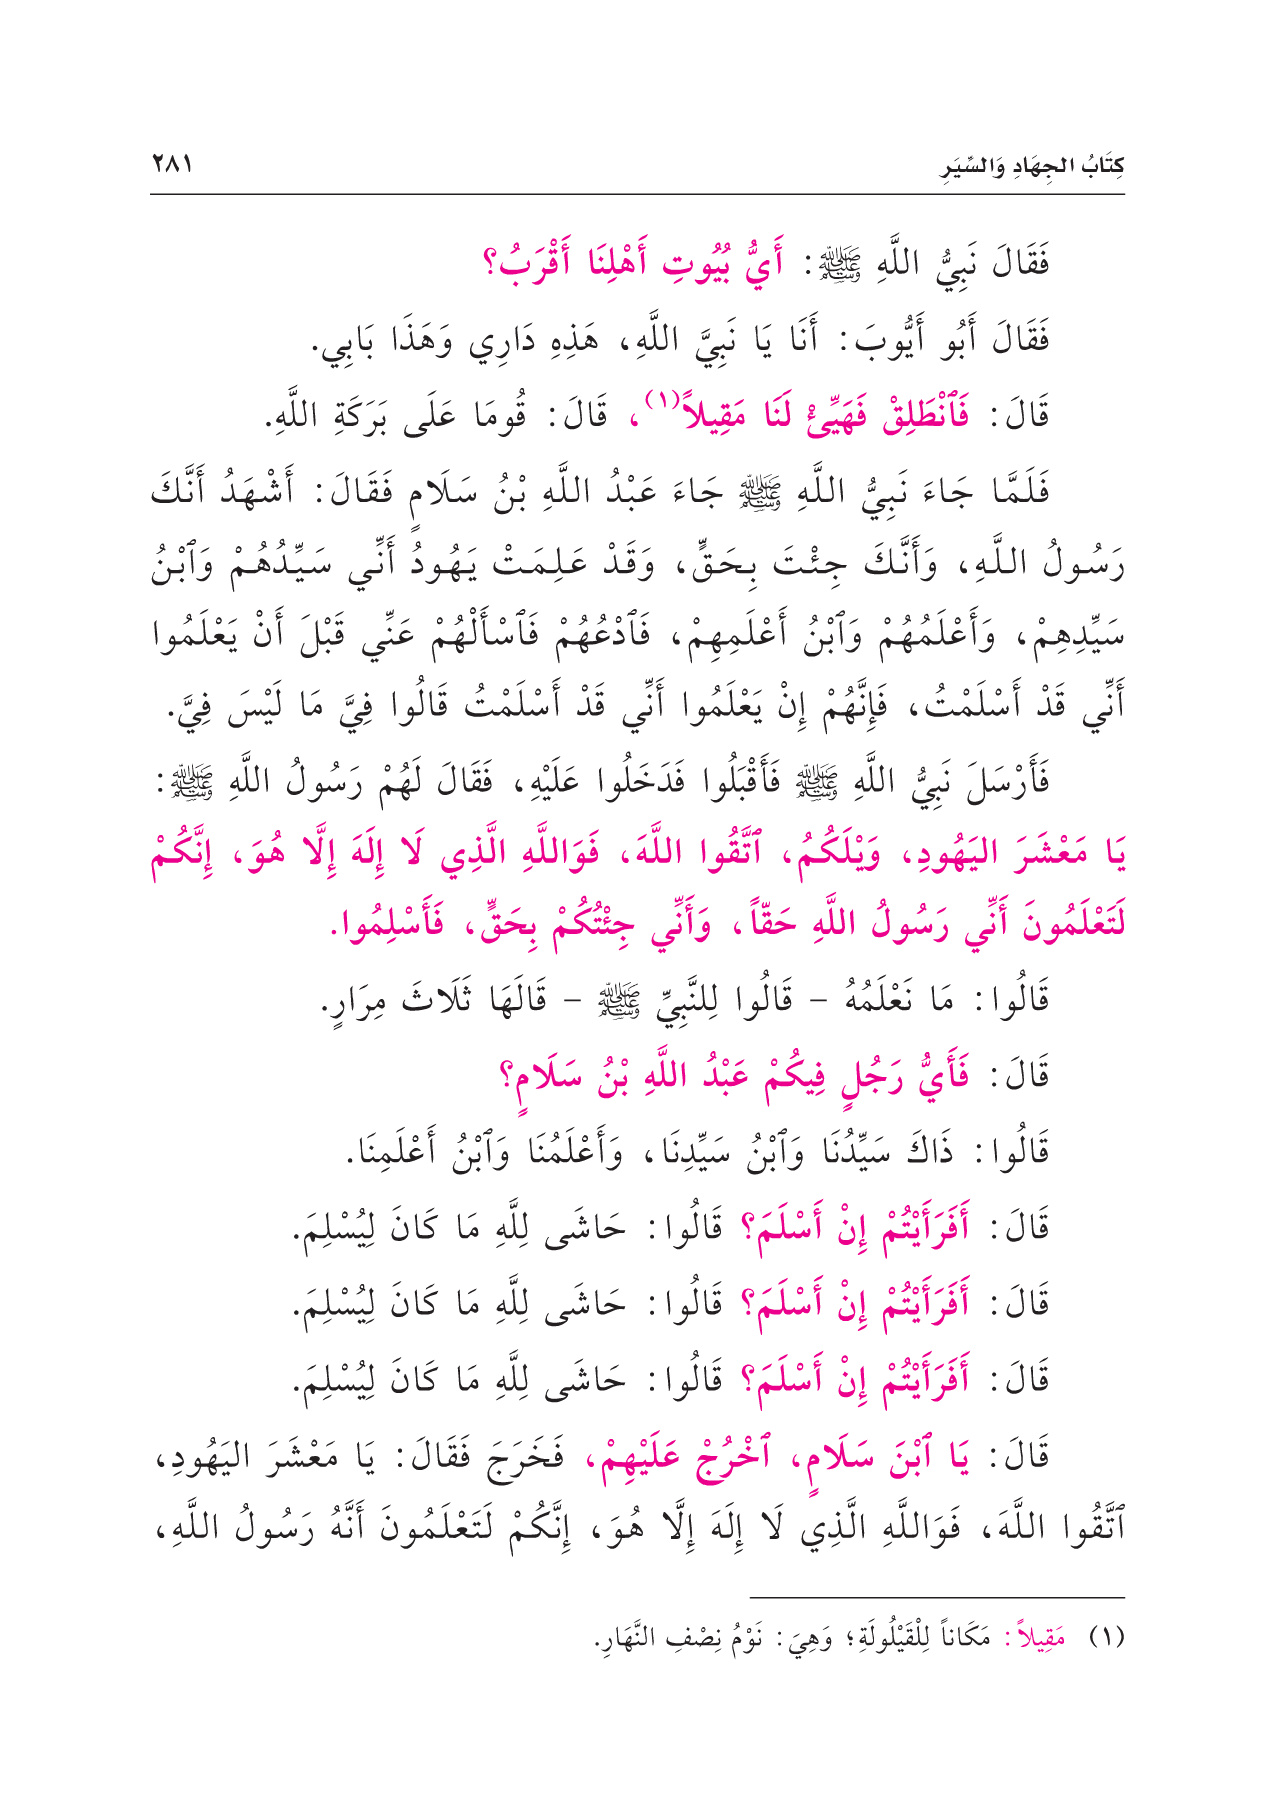 كِتَابُ الجِهَادِ وَالسِّيَرِ ٢٨١
فَقَالَ نَبِيُّ اللَّهِ ﷺ: أَيُّ بُيُوتِ أَهْلِنَا أَقْرَبُ؟
فَقَالَ أَبُو أَيُّوبَ: أَنَا يَا نَبِيَّ اللَّهِ، هَذِهِ دَارِي وَهَذَا بَابِي.
قَالَ: فَٱنْطَلِقْ فَهَيِّئْ لَنَا مَقِيلاً(١)، قَالَ: قُومَا عَلَى بَرَكَةِ اللَّهِ.
فَلَمَّا جَاءَ نَبِيُّ اللَّهِ ﷺ جَاءَ عَبْدُ اللَّهِ بْنُ سَلَامٍ فَقَالَ: أَشْهَدُ أَنَّكَ
رَسُولُ اللَّهِ، وَأَنَّكَ جِئْتَ بِحَقٍّ، وَقَدْ عَلِمَتْ يَهُودُ أَنِّي سَيِّدُهُمْ وَٱبْنُ
سَيِّدِهِمْ، وَأَعْلَمُهُمْ وَٱبْنُ أَعْلَمِهِمْ، فَٱدْعُهُمْ فَٱسْأَلْهُمْ عَنِّي قَبْلَ أَنْ يَعْلَمُوا
أَنِّي قَدْ أَسْلَمْتُ، فَإِنَّهُمْ إِنْ يَعْلَمُوا أَنِّي قَدْ أَسْلَمْتُ قَالُوا فِيَّ مَا لَيْسَ فِيَّ.
فَأَرْسَلَ نَبِيُّ اللَّهِ ﷺ فَأَقْبَلُوا فَدَخَلُوا عَلَيْهِ، فَقَالَ لَهُمْ رَسُولُ اللَّهِ ﷺ:
يَا مَعْشَرَ اليَهُودِ، وَيْلَكُمُ، ٱتَّقُوا اللَّهَ، فَوَاللَّهِ الَّذِي لَا إِلَهَ إِلَّا هُوَ، إِنَّكُمْ
لَتَعْلَمُونَ أَنِّي رَسُولُ اللَّهِ حَقّاً، وَأَنِّي جِئْتُكُمْ بِحَقٍّ، فَأَسْلِمُوا.
قَالُوا: مَا نَعْلَمُهُ – قَالُوا لِلنَّبِيِّ ﷺ – قَالَهَا ثَلَاثَ مِرَارٍ.
قَالَ: فَأَيُّ رَجُلٍ فِيكُمْ عَبْدُ اللَّهِ بْنُ سَلَامٍ؟
قَالُوا: ذَاكَ سَيِّدُنَا وَٱبْنُ سَيِّدِنَا، وَأَعْلَمُنَا وَٱبْنُ أَعْلَمِنَا.
قَالَ: أَفَرَأَيْتُمْ إِنْ أَسْلَمَ؟ قَالُوا: حَاشَى لِلَّهِ مَا كَانَ لِيُسْلِمَ.
قَالَ: أَفَرَأَيْتُمْ إِنْ أَسْلَمَ؟ قَالُوا: حَاشَى لِلَّهِ مَا كَانَ لِيُسْلِمَ.
قَالَ: أَفَرَأَيْتُمْ إِنْ أَسْلَمَ؟ قَالُوا: حَاشَى لِلَّهِ مَا كَانَ لِيُسْلِمَ.
قَالَ: يَا ٱبْنَ سَلَامٍ، ٱخْرُجْ عَلَيْهِمْ، فَخَرَجَ فَقَالَ: يَا مَعْشَرَ اليَهُودِ،
ٱتَّقُوا اللَّهَ، فَوَاللَّهِ الَّذِي لَا إِلَهَ إِلَّا هُوَ، إِنَّكُمْ لَتَعْلَمُونَ أَنَّهُ رَسُولُ اللَّهِ،
(١) مَقِيلاً: مَكَاناً لِلْقَيْلُولَةِ؛ وَهِيَ: نَوْمُ نِصْفِ النَّهَارِ.